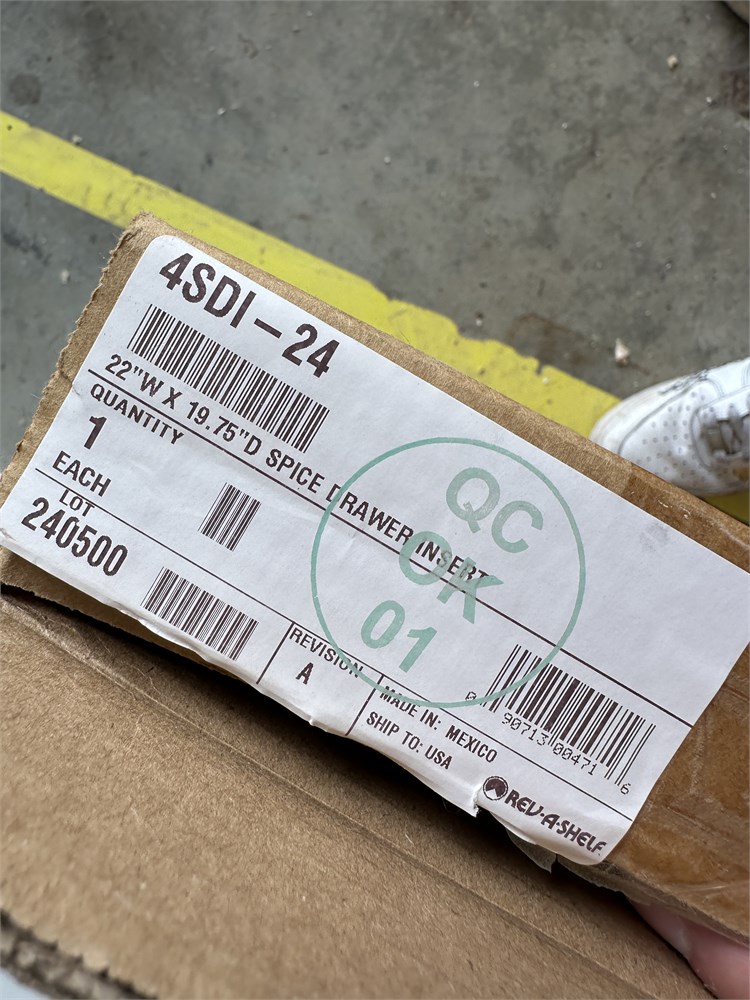 4SDI-24
22"W X 19.75"D SPICE DRAWER INSERT
QUANTITY
1
EACH
LOT
240500
REVISION
A
MADE IN: MEXICO
SHIP TO: USA
0 90713 00471 6
REV-A-SHELF
QC
OK
01